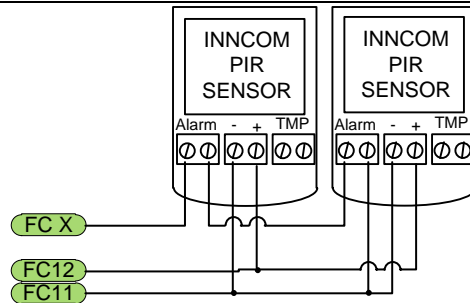 INNCOM
PIR
SENSOR
Alarm - + TMP
INNCOM
PIR
SENSOR
Alarm - + TMP
FC X
FC12
FC11